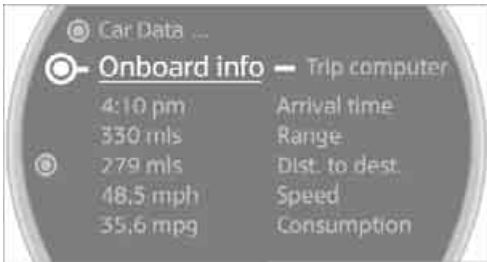 Car Data ...
Onboard info – Trip computer
4:10 pm Arrival time
330 mls Range
279 mls Dist. to dest.
48.5 mph Speed
35.6 mpg Consumption